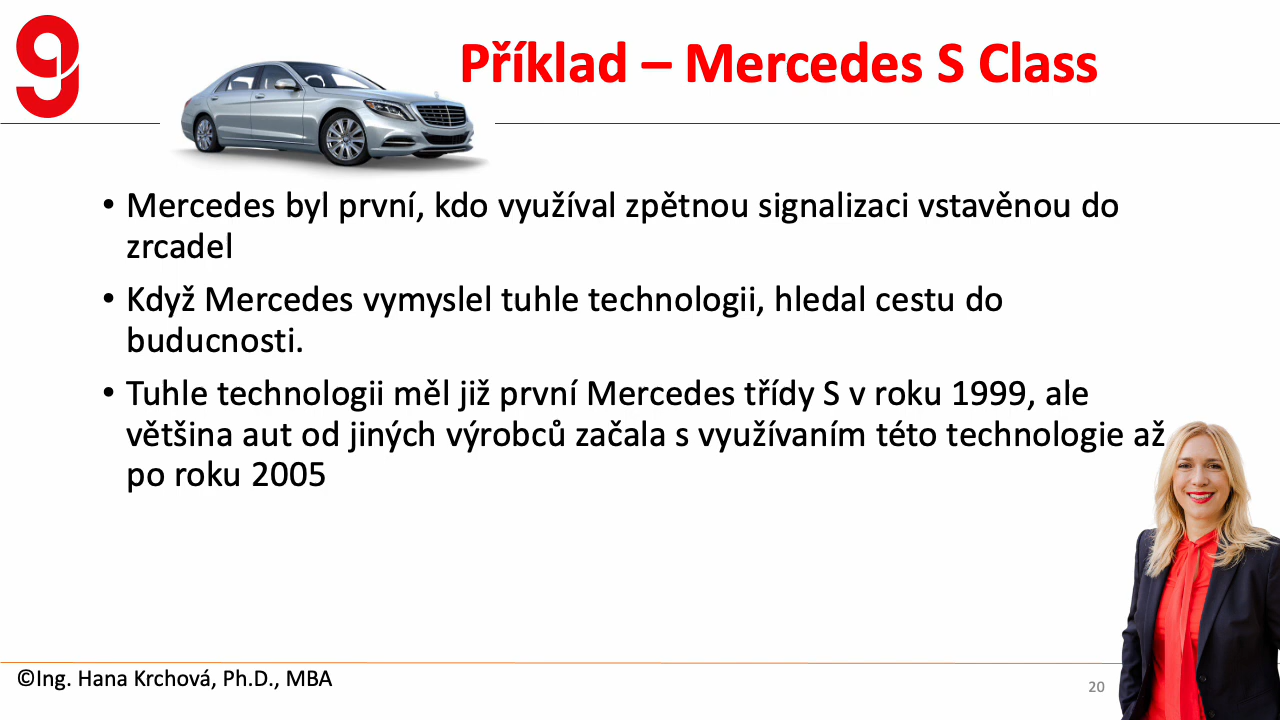 Příklad – Mercedes S Class
• Mercedes byl první, kdo využíval zpětnou signalizaci vstavěnou do
zrcadel
• Když Mercedes vymyslel tuhle technologii, hledal cestu do
buducnosti.
• Tuhle technologii měl již první Mercedes třídy S v roku 1999, ale
většina aut od jiných výrobců začala s využívaním této technologie až
po roku 2005
©Ing. Hana Krchová, Ph.D., MBA
20